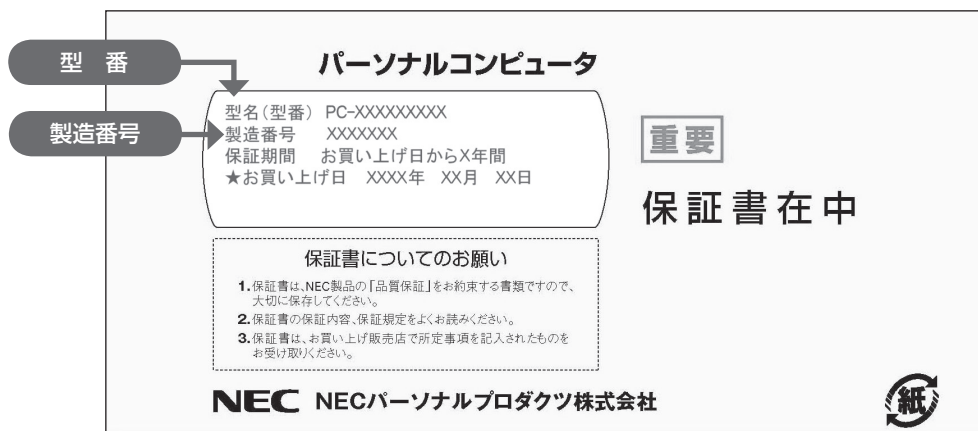 型　番
製造番号
パーソナルコンピュータ
型名(型番)　PC-XXXXXXXXX
製造番号　　XXXXXXX
保証期間　お買い上げ日からX年間
★お買い上げ日　XXXX年　XX月　XX日
重要
保証書在中
保証書についてのお願い
1.保証書は、NEC製品の「品質保証」をお約束する書類ですので、
大切に保存してください。
2.保証書の保証内容、保証規定をよくお読みください。
3.保証書は、お買い上げ販売店で所定事項を記入されたものを
お受け取りください。
NEC NECパーソナルプロダクツ株式会社
紙